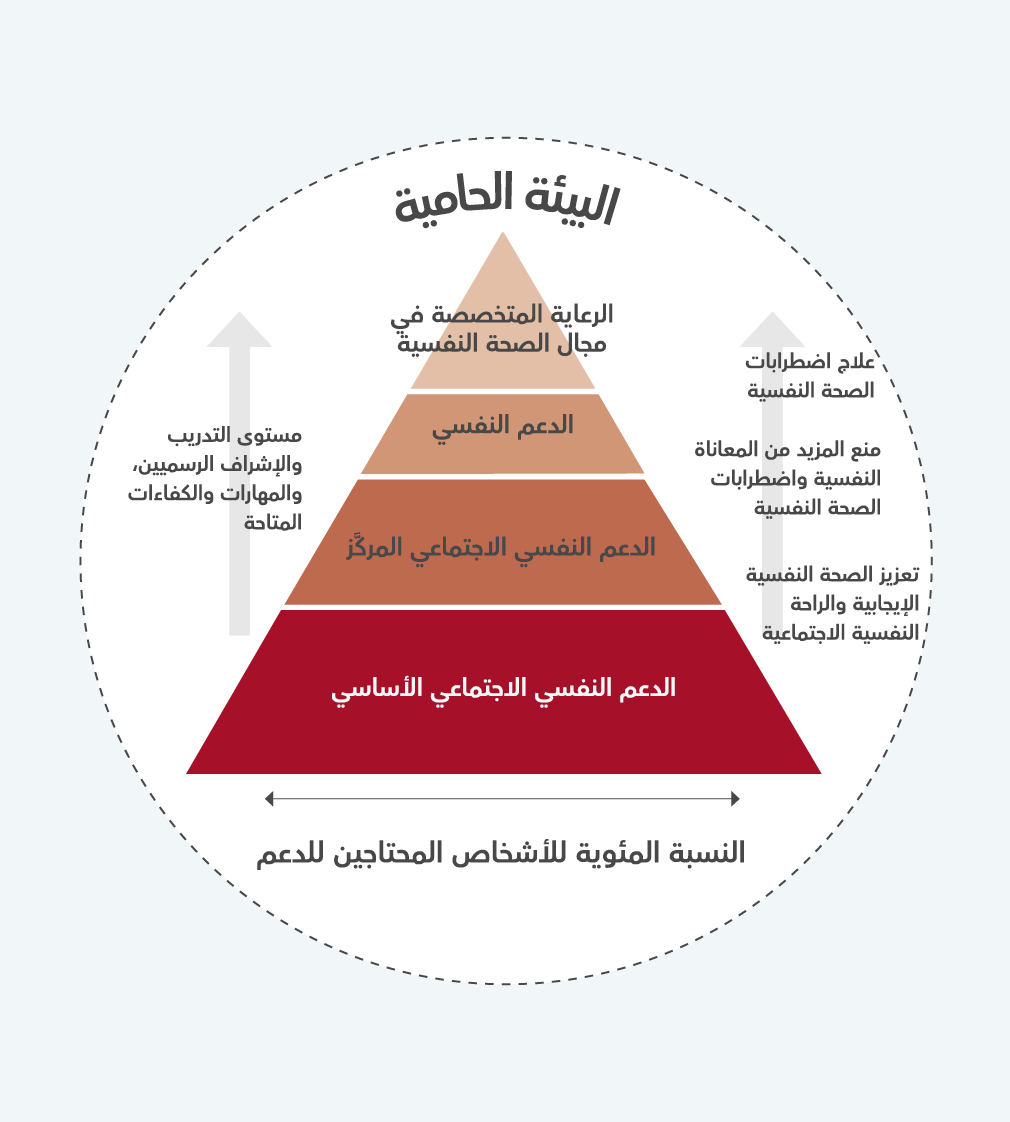 البيئة الحامية
الرعاية المتخصصة في
مجال الصحة النفسية
الدعم النفسي
الدعم النفسي الاجتماعي المركَّز
الدعم النفسي الاجتماعي الأساسي
علاج اضطرابات
الصحة النفسية
منع المزيد من المعاناة
النفسية واضطرابات
الصحة النفسية
تعزيز الصحة النفسية
الإيجابية والراحة
النفسية الاجتماعية
مستوى التدريب
والإشراف الرسميين،
والمهارات والكفاءات
المتاحة
النسبة المئوية للأشخاص المحتاجين للدعم